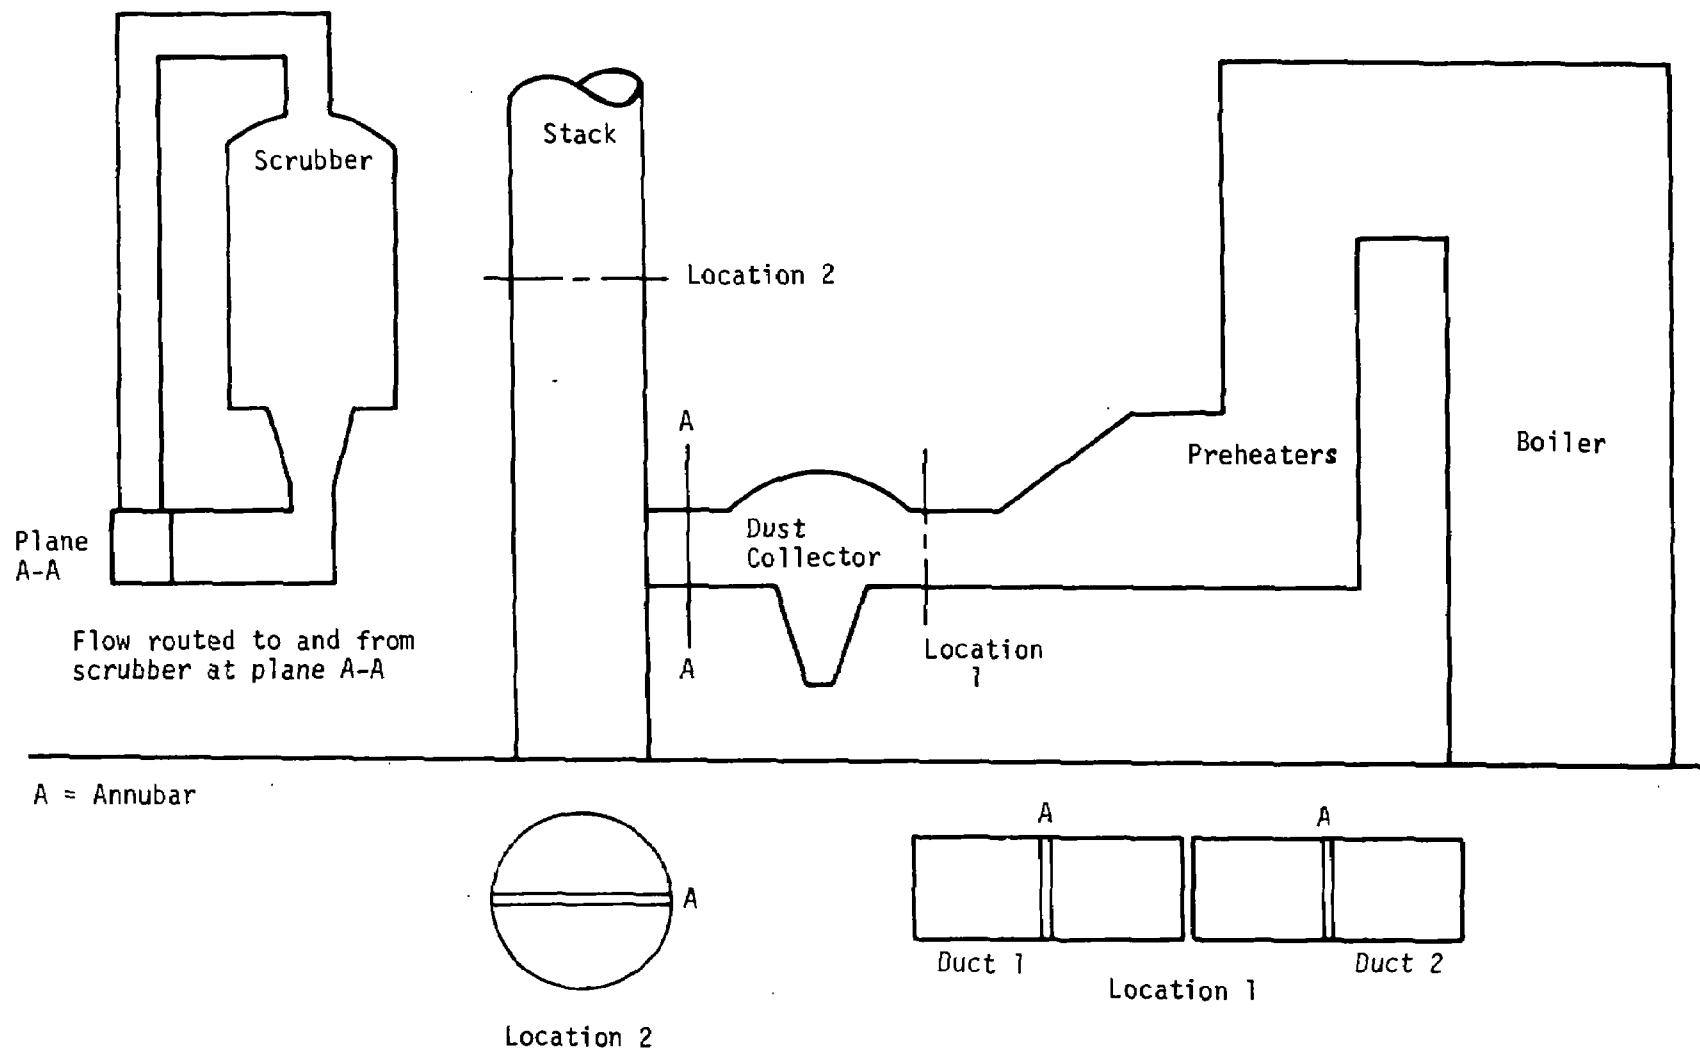 Scrubber
Stack
Location 2
A
Preheaters
Boiler
Plane
A-A
Dust
Collector
Flow routed to and from
scrubber at plane A-A
A
Location
1
A = Annubar
A
A
A
Duct 1
Duct 2
Location 1
Location 2